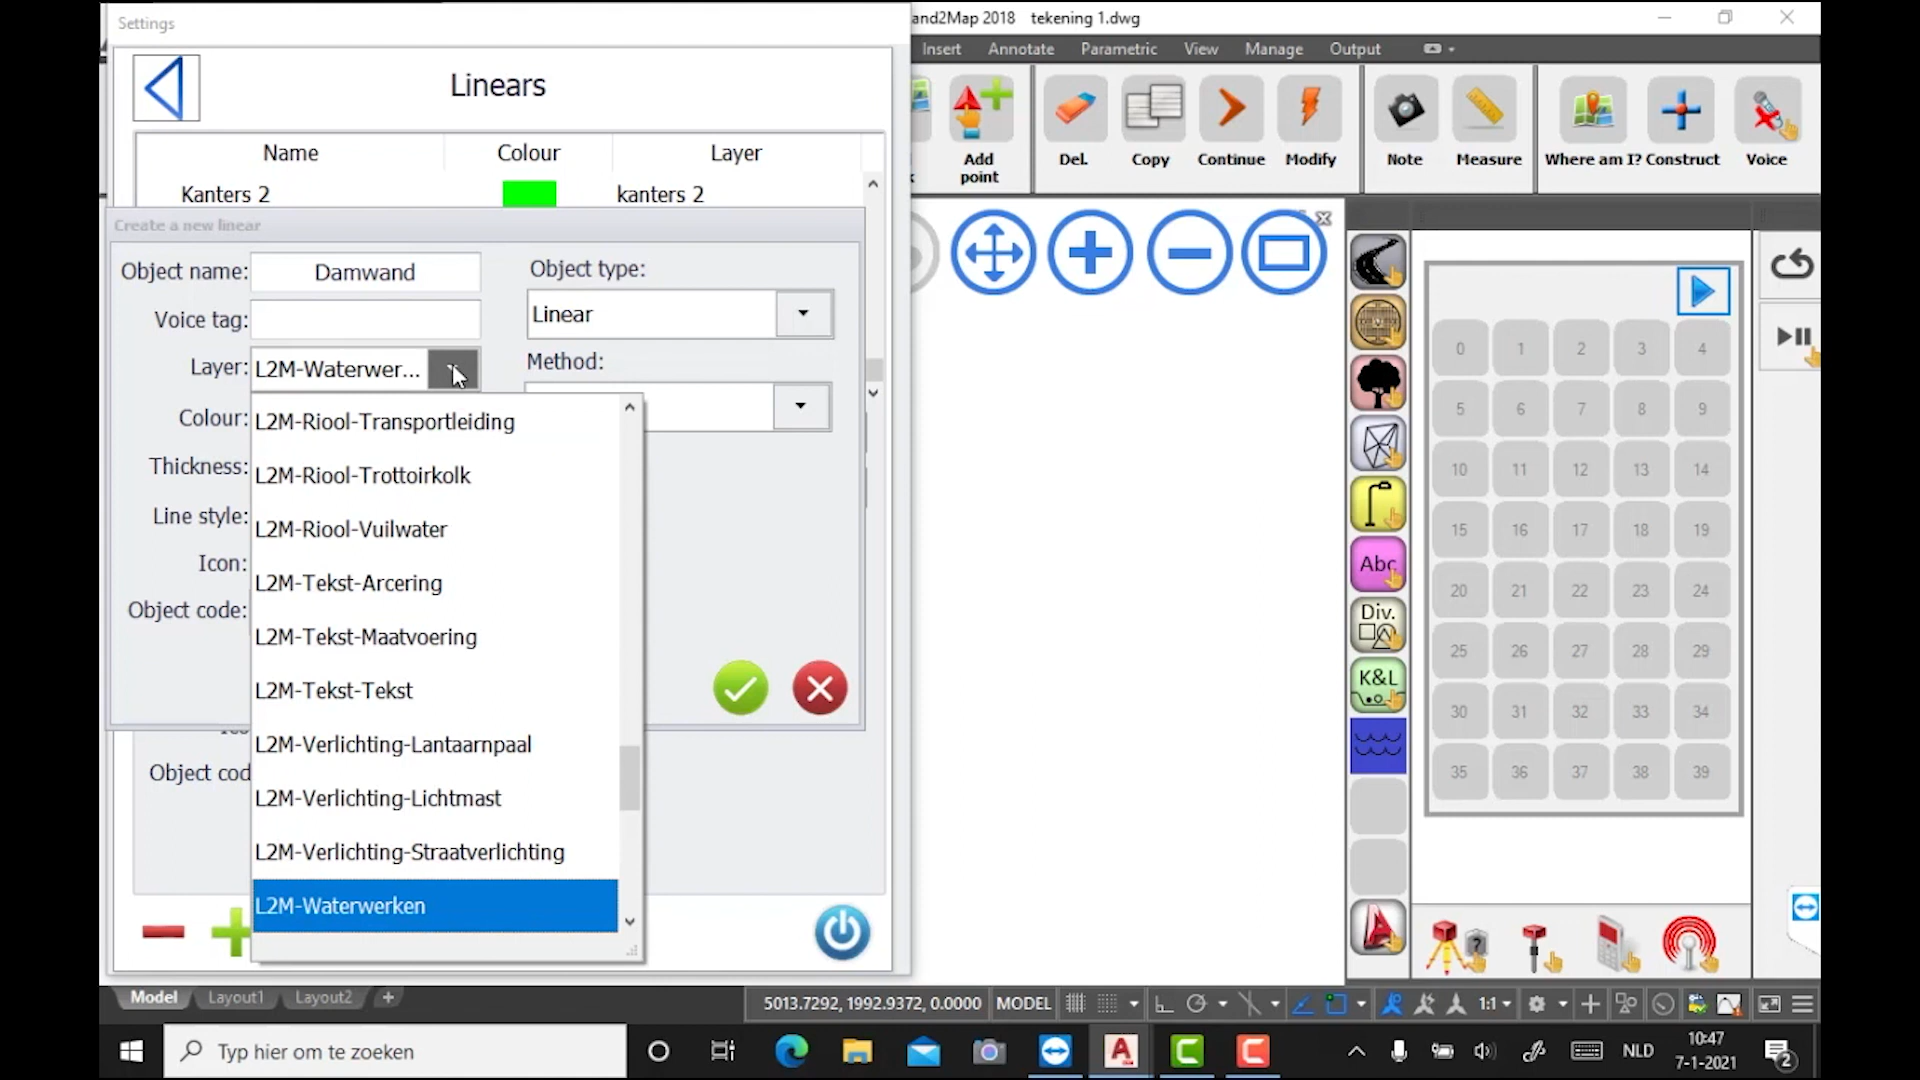 Settings
and2Map 2018 tekening 1.dwg
Insert Annotate Parametric View Manage Output
Linears
Name Colour Layer
Kanters 2 kanters 2
Add point
Del.
Copy
Continue
Modify
Note
Measure
Where am I?
Construct
Voice
Create a new linear
Object name: Damwand
Voice tag:
Layer: L2M-Waterwer...
Colour:
Thickness:
Line style:
Icon:
Object code:
Object type:
Linear
Method:
L2M-Riool-Transportleiding
L2M-Riool-Trottoirkolk
L2M-Riool-Vuilwater
L2M-Tekst-Arcering
L2M-Tekst-Maatvoering
L2M-Tekst-Tekst
L2M-Verlichting-Lantaarnpaal
L2M-Verlichting-Lichtmast
L2M-Verlichting-Straatverlichting
L2M-Waterwerken
Object cod
Abc
Div.
K&L
0 1 2 3 4
5 6 7 8 9
10 11 12 13 14
15 16 17 18 19
20 21 22 23 24
25 26 27 28 29
30 31 32 33 34
35 36 37 38 39
Model Layout1 Layout2 +
5013.7292, 1992.9372, 0.0000 MODEL 1:1
Typ hier om te zoeken
NLD
10:47
7-1-2021
2